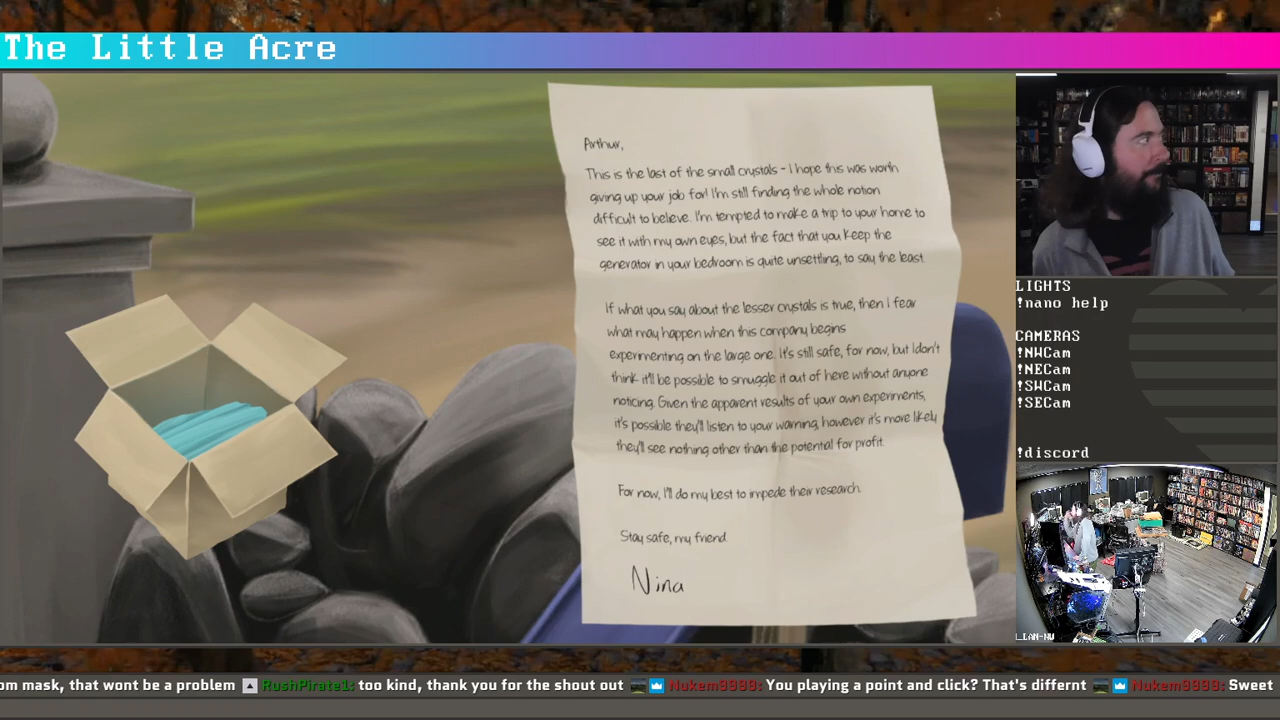 The Little Acre
Arthur,
This is the last of the small crystals - I hope this was worth
giving up your job for! I'm still finding the whole notion
difficult to believe. I'm tempted to make a trip to your home to
see it with my own eyes, but the fact that you keep the
generator in your bedroom is quite unsettling, to say the least.
If what you say about the lesser crystals is true, then I fear
what may happen when this company begins
experimenting on the large one. It's still safe, for now, but I don't
think it'll be possible to smuggle it out of here without anyone
noticing. Given the apparent results of your own experiments,
it's possible they'll listen to your warning, however it's more likely
they'll see nothing other than the potential for profit.
For now, I'll do my best to impede their research.
Stay safe, my friend.
Nina
LIGHTS
!nano help
CAMERAS
!NWCam
!NECam
!SWCam
!SECam
!discord
LAN-NW
om mask, that wont be a problem RushPirate1: too kind, thank you for the shout out Nukem9999: You playing a point and click? That's differnt Nukem9999: Sweet